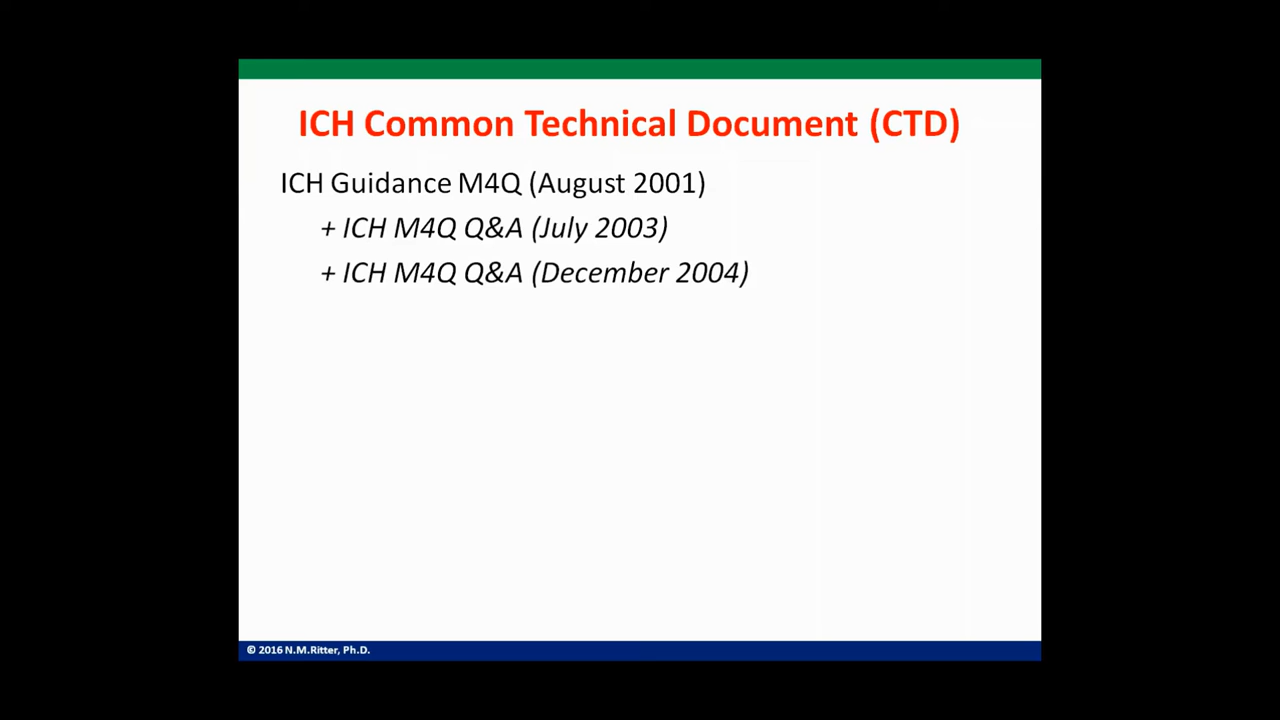 ICH Common Technical Document (CTD)
ICH Guidance M4Q (August 2001)
+ ICH M4Q Q&A (July 2003)
+ ICH M4Q Q&A (December 2004)
© 2016 N.M.Ritter, Ph.D.